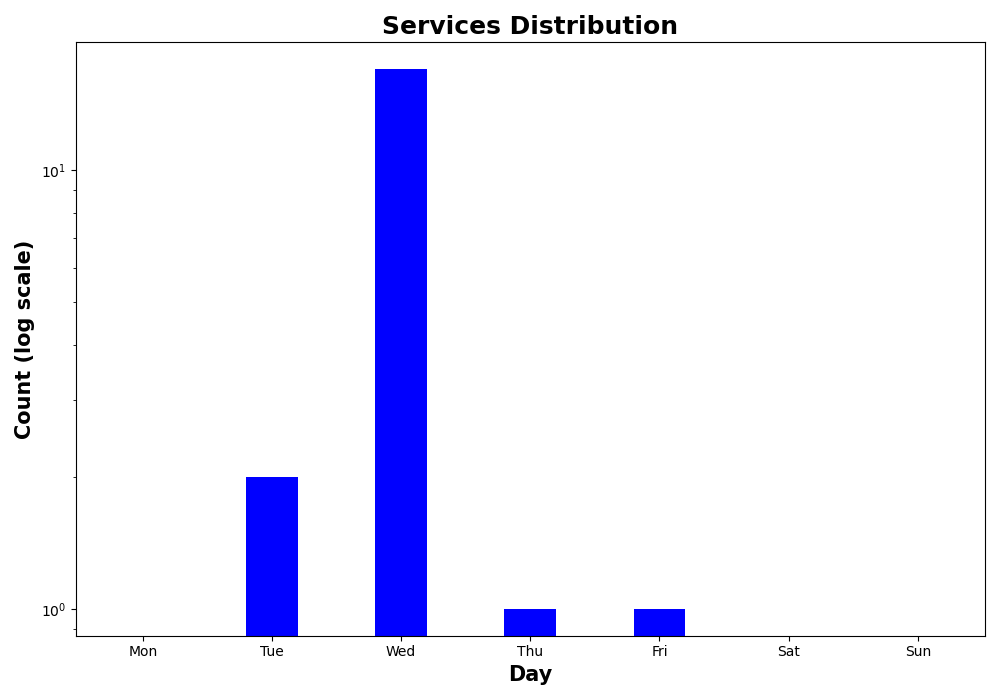 Services Distribution
Count (log scale)
10¹
10⁰
Mon Tue Wed Thu Fri Sat Sun
Day